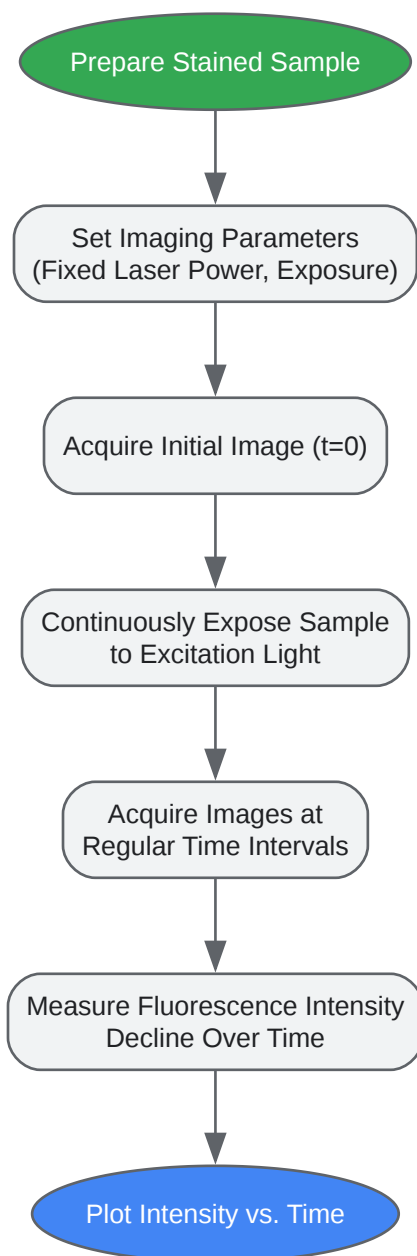 Prepare Stained Sample
Set Imaging Parameters
(Fixed Laser Power, Exposure)
Acquire Initial Image (t=0)
Continuously Expose Sample
to Excitation Light
Acquire Images at
Regular Time Intervals
Measure Fluorescence Intensity
Decline Over Time
Plot Intensity vs. Time